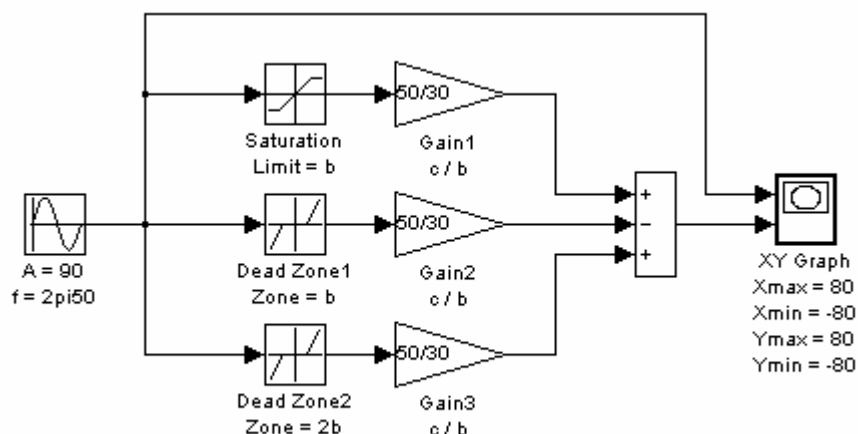 50/30
Saturation
Limit = b
Gain1
c / b
+
−
+
A = 90
f = 2pi50
50/30
Dead Zone1
Zone = b
Gain2
c / b
XY Graph
Xmax = 80
Xmin = -80
Ymax = 80
Ymin = -80
50/30
Dead Zone2
Zone = 2b
Gain3
c / b